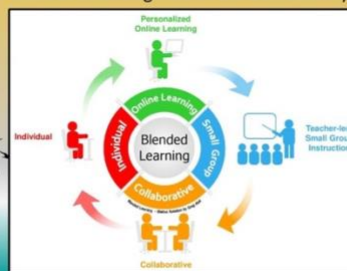 Personalized
Online Learning
Individual
Online Learning
Individual
Small Group
Blended
Learning
Teacher-led
Small Group
Instruction
Collaborative
Collaborative